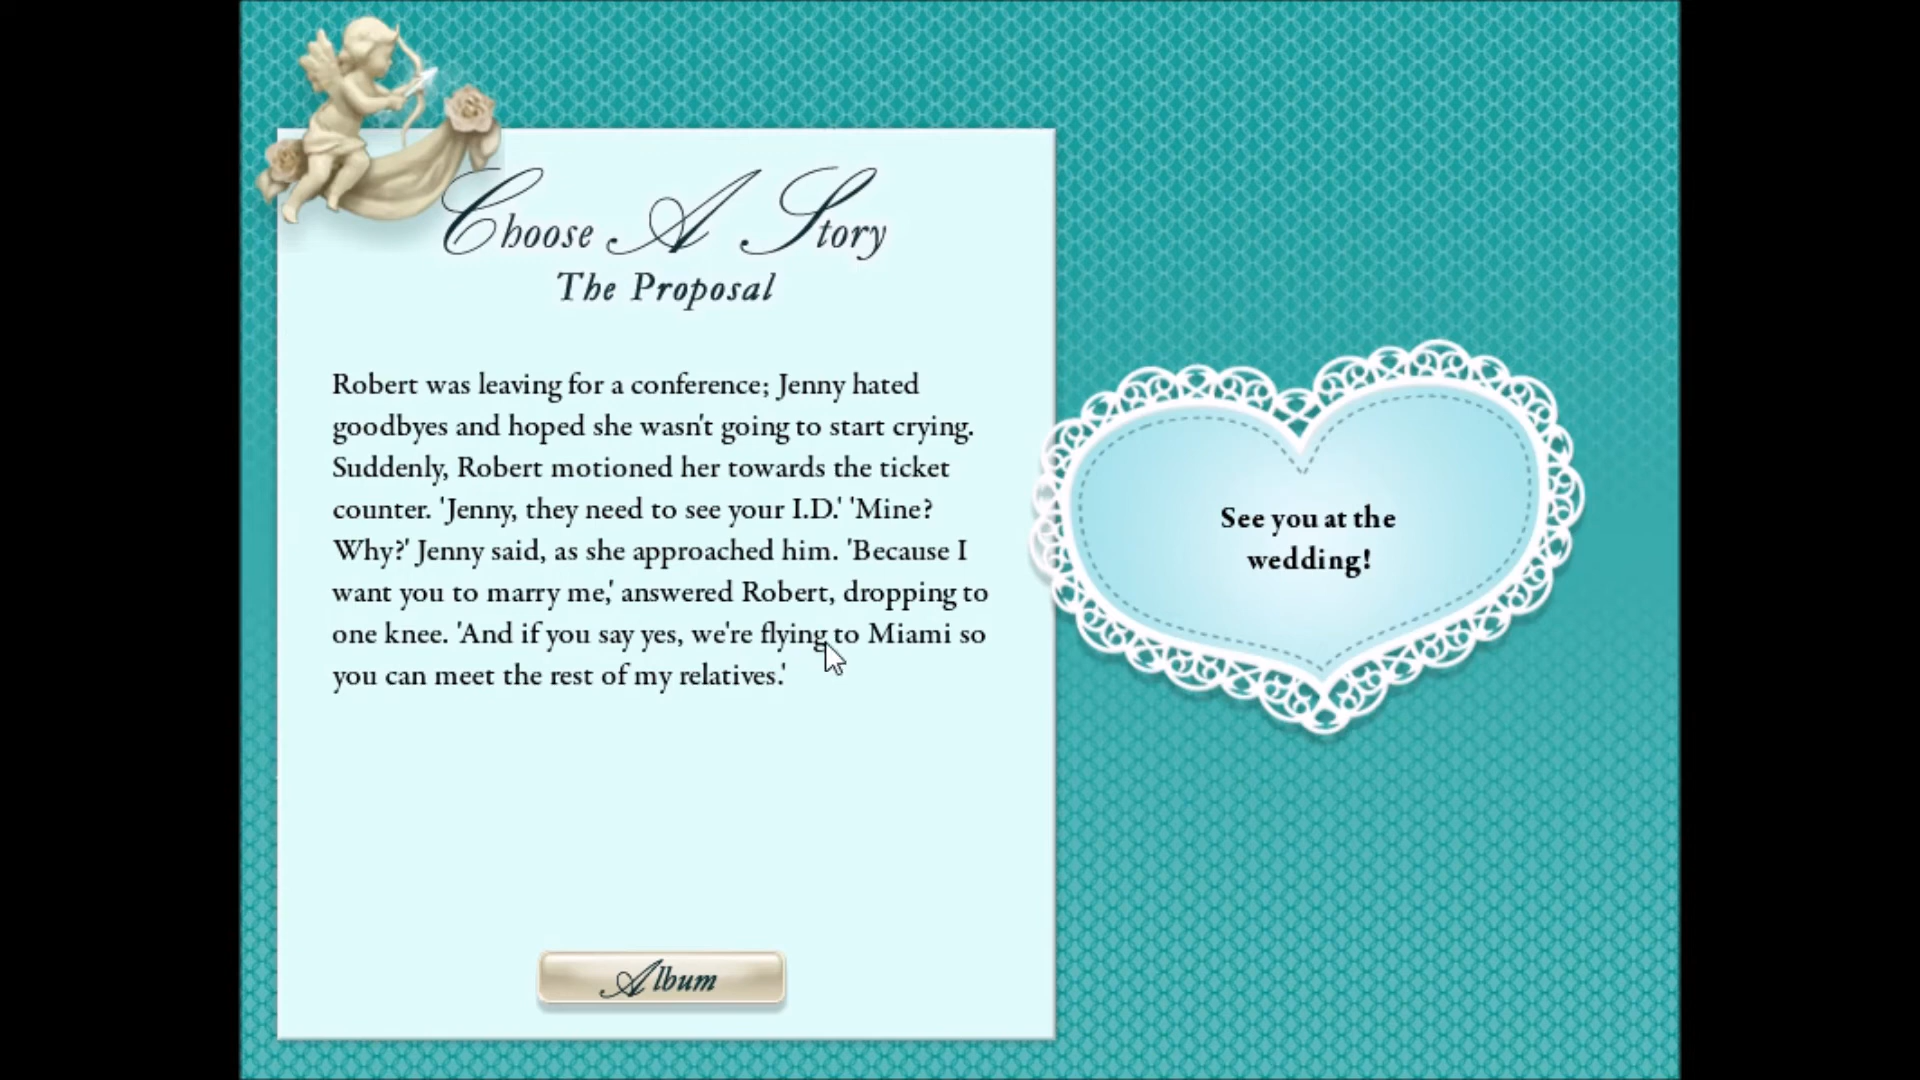 Choose A Story
The Proposal
Robert was leaving for a conference; Jenny hated
goodbyes and hoped she wasn't going to start crying.
Suddenly, Robert motioned her towards the ticket
counter. 'Jenny, they need to see your I.D.' 'Mine?
Why?' Jenny said, as she approached him. 'Because I
want you to marry me,' answered Robert, dropping to
one knee. 'And if you say yes, we're flying to Miami so
you can meet the rest of my relatives.'
See you at the
wedding!
Album